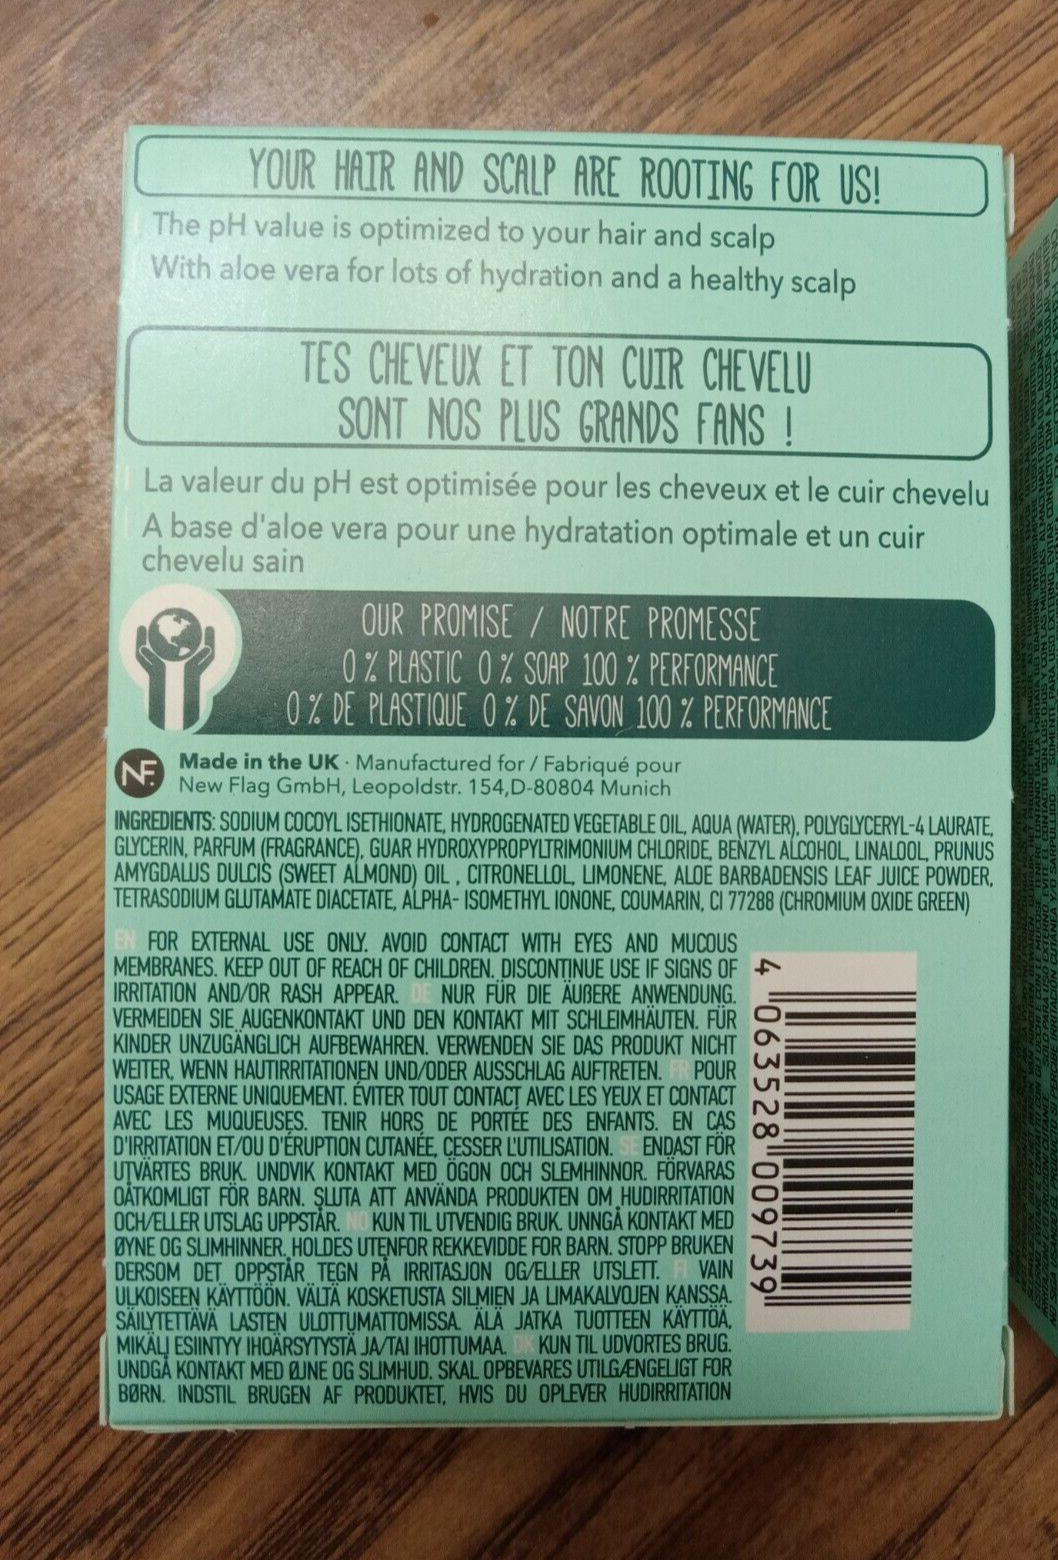 YOUR HAIR AND SCALP ARE ROOTING FOR US!
The pH value is optimized to your hair and scalp
With aloe vera for lots of hydration and a healthy scalp
TES CHEVEUX ET TON CUIR CHEVELU
SONT NOS PLUS GRANDS FANS !
La valeur du pH est optimisée pour les cheveux et le cuir chevelu
A base d'aloe vera pour une hydratation optimale et un cuir
chevelu sain
OUR PROMISE / NOTRE PROMESSE
0 % PLASTIC 0 % SOAP 100 % PERFORMANCE
0 % DE PLASTIQUE 0 % DE SAVON 100 % PERFORMANCE
NF.
Made in the UK · Manufactured for / Fabriqué pour
New Flag GmbH, Leopoldstr. 154,D-80804 Munich
INGREDIENTS: SODIUM COCOYL ISETHIONATE, HYDROGENATED VEGETABLE OIL, AQUA (WATER), POLYGLYCERYL-4 LAURATE,
GLYCERIN, PARFUM (FRAGRANCE), GUAR HYDROXYPROPYLTRIMONIUM CHLORIDE, BENZYL ALCOHOL, LINALOOL, PRUNUS
AMYGDALUS DULCIS (SWEET ALMOND) OIL , CITRONELLOL, LIMONENE, ALOE BARBADENSIS LEAF JUICE POWDER,
TETRASODIUM GLUTAMATE DIACETATE, ALPHA- ISOMETHYL IONONE, COUMARIN, CI 77288 (CHROMIUM OXIDE GREEN)
EN FOR EXTERNAL USE ONLY. AVOID CONTACT WITH EYES AND MUCOUS
MEMBRANES. KEEP OUT OF REACH OF CHILDREN. DISCONTINUE USE IF SIGNS OF
IRRITATION AND/OR RASH APPEAR. DE NUR FÜR DIE ÄUßERE ANWENDUNG.
VERMEIDEN SIE AUGENKONTAKT UND DEN KONTAKT MIT SCHLEIMHÄUTEN. FÜR
KINDER UNZUGÄNGLICH AUFBEWAHREN. VERWENDEN SIE DAS PRODUKT NICHT
WEITER, WENN HAUTIRRITATIONEN UND/ODER AUSSCHLAG AUFTRETEN. FR POUR
USAGE EXTERNE UNIQUEMENT. ÉVITER TOUT CONTACT AVEC LES YEUX ET CONTACT
AVEC LES MUQUEUSES. TENIR HORS DE PORTÉE DES ENFANTS. EN CAS
D'IRRITATION ET/OU D'ÉRUPTION CUTANÉE, CESSER L'UTILISATION. SE ENDAST FÖR
UTVÄRTES BRUK. UNDVIK KONTAKT MED ÖGON OCH SLEMHINNOR. FÖRVARAS
OÅTKOMLIGT FÖR BARN. SLUTA ATT ANVÄNDA PRODUKTEN OM HUDIRRITATION
OCH/ELLER UTSLAG UPPSTÅR. NO KUN TIL UTVENDIG BRUK. UNNGÅ KONTAKT MED
ØYNE OG SLIMHINNER. HOLDES UTENFOR REKKEVIDDE FOR BARN. STOPP BRUKEN
DERSOM DET OPPSTÅR TEGN PÅ IRRITASJON OG/ELLER UTSLETT. FI VAIN
ULKOISEEN KÄYTTÖÖN. VÄLTÄ KOSKETUSTA SILMIEN JA LIMAKALVOJEN KANSSA.
SÄILYTETTÄVÄ LASTEN ULOTTUMATTOMISSA. ÄLÄ JATKA TUOTTEEN KÄYTTÖÄ,
MIKÄLI ESIINTYY IHOÄRSYTYSTÄ JA/TAI IHOTTUMAA. DK KUN TIL UDVORTES BRUG.
UNDGÅ KONTAKT MED ØJNE OG SLIMHUD. SKAL OPBEVARES UTILGÆNGELIGT FOR
BØRN. INDSTIL BRUGEN AF PRODUKTET, HVIS DU OPLEVER HUDIRRITATION
4 063528 009739